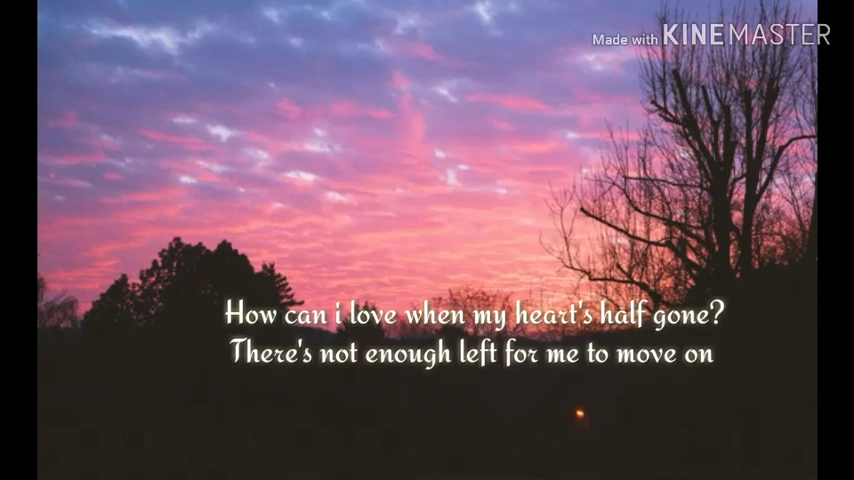 Made with KINEMASTER
How can i love when my heart's half gone?
There's not enough left for me to move on